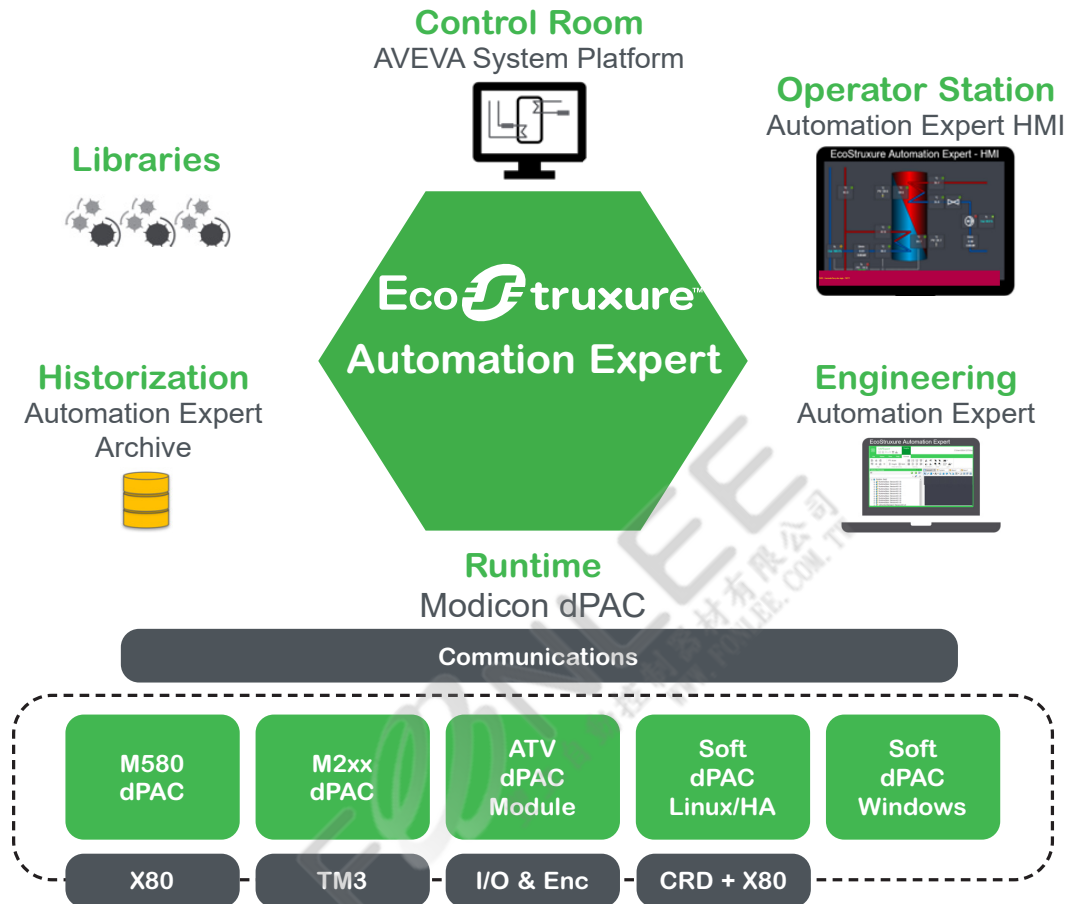 Control Room
AVEVA System Platform
Operator Station
Automation Expert HMI
EcoStruxure Automation Expert - HMI
Libraries
EcoStruxure™
Automation Expert
Historization
Automation Expert
Archive
Engineering
Automation Expert
EcoStruxure Automation Expert
Runtime
Modicon dPAC
Communications
M580
dPAC
M2xx
dPAC
ATV
dPAC
Module
Soft
dPAC
Linux/HA
Soft
dPAC
Windows
X80
TM3
I/O & Enc
CRD + X80
FONLEE